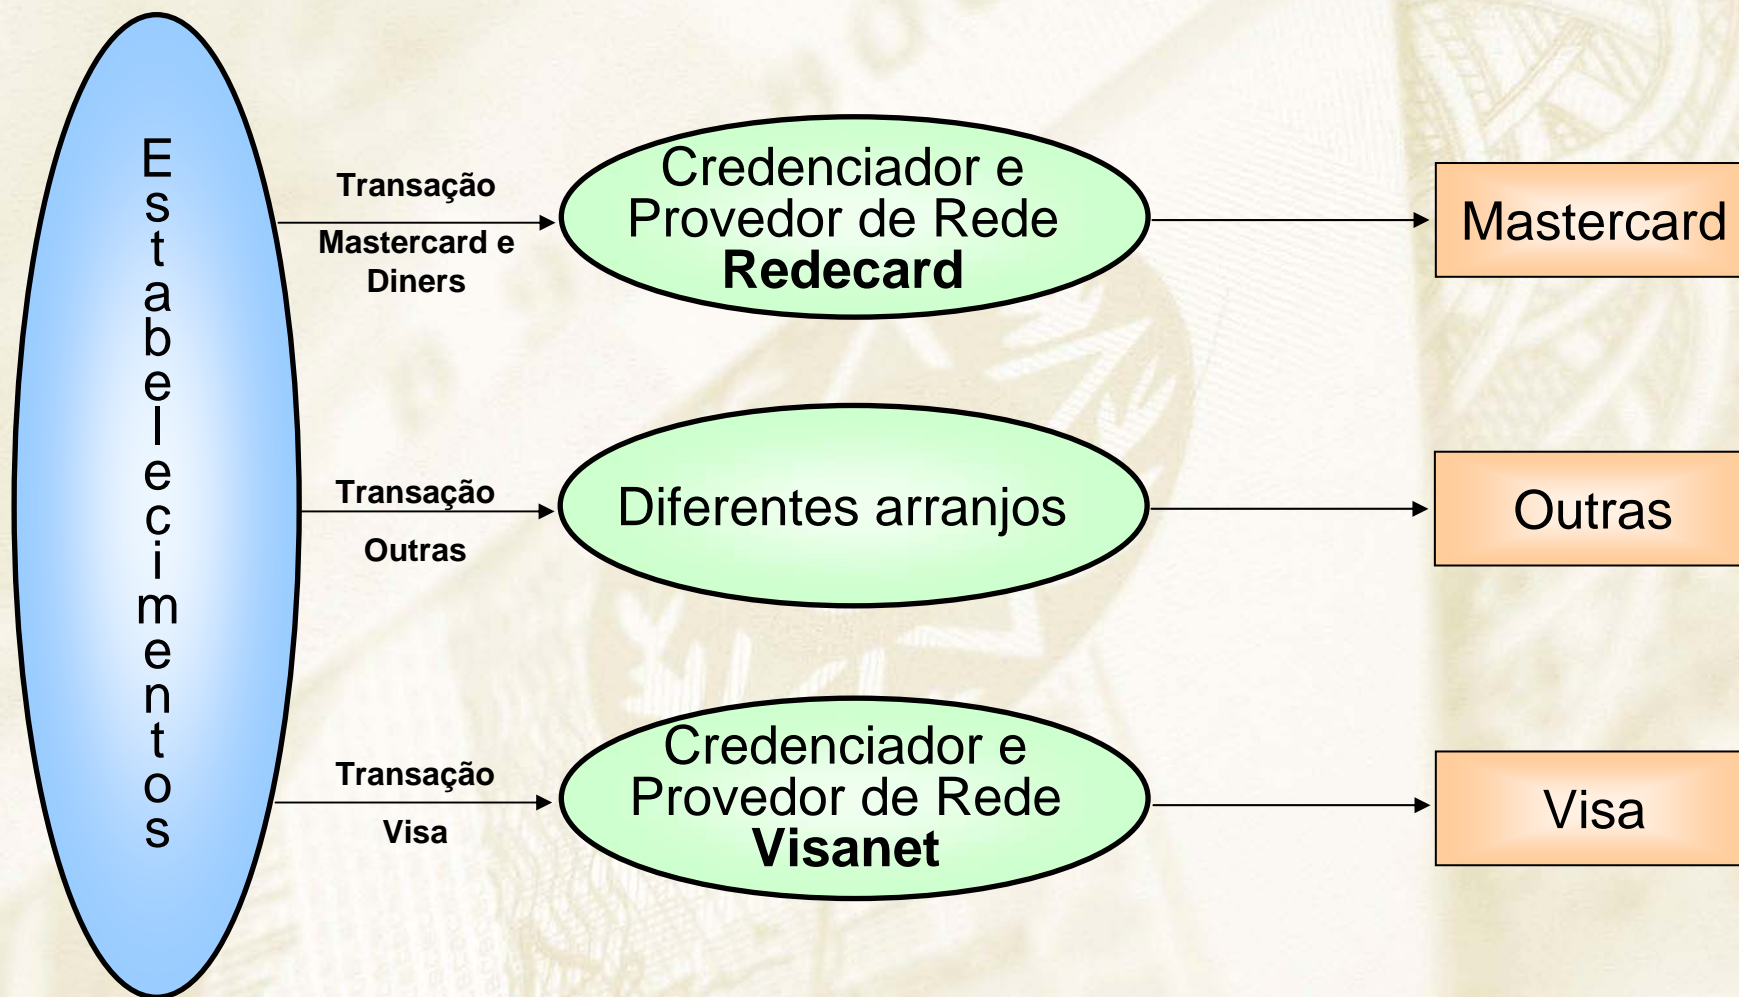 Estabelecimentos
Transação
Mastercard e
Diners
Credenciador e
Provedor de Rede
Redecard
Mastercard
Transação
Outras
Diferentes arranjos
Outras
Transação
Visa
Credenciador e
Provedor de Rede
Visanet
Visa